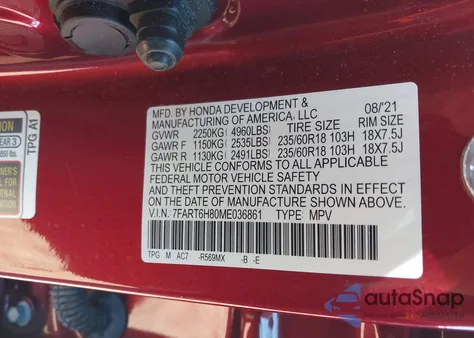 MFD. BY HONDA DEVELOPMENT &
MANUFACTURING OF AMERICA, LLC 08/'21
GVWR 2250KG ( 4960LBS) TIRE SIZE RIM SIZE
GAWR F 1150KG ( 2535LBS) 235/60R18 103H 18X7.5J
GAWR R 1130KG ( 2491LBS) 235/60R18 103H 18X7.5J
THIS VEHICLE CONFORMS TO ALL APPLICABLE
FEDERAL MOTOR VEHICLE SAFETY
AND THEFT PREVENTION STANDARDS IN EFFECT
ON THE DATE OF MANUFACTURE SHOWN ABOVE.
V.I.N.: 7FART6H80ME036861 TYPE: MPV
TPG M AC7 -R569MX -B -E
TPG A1
EAR 3
autoSnap